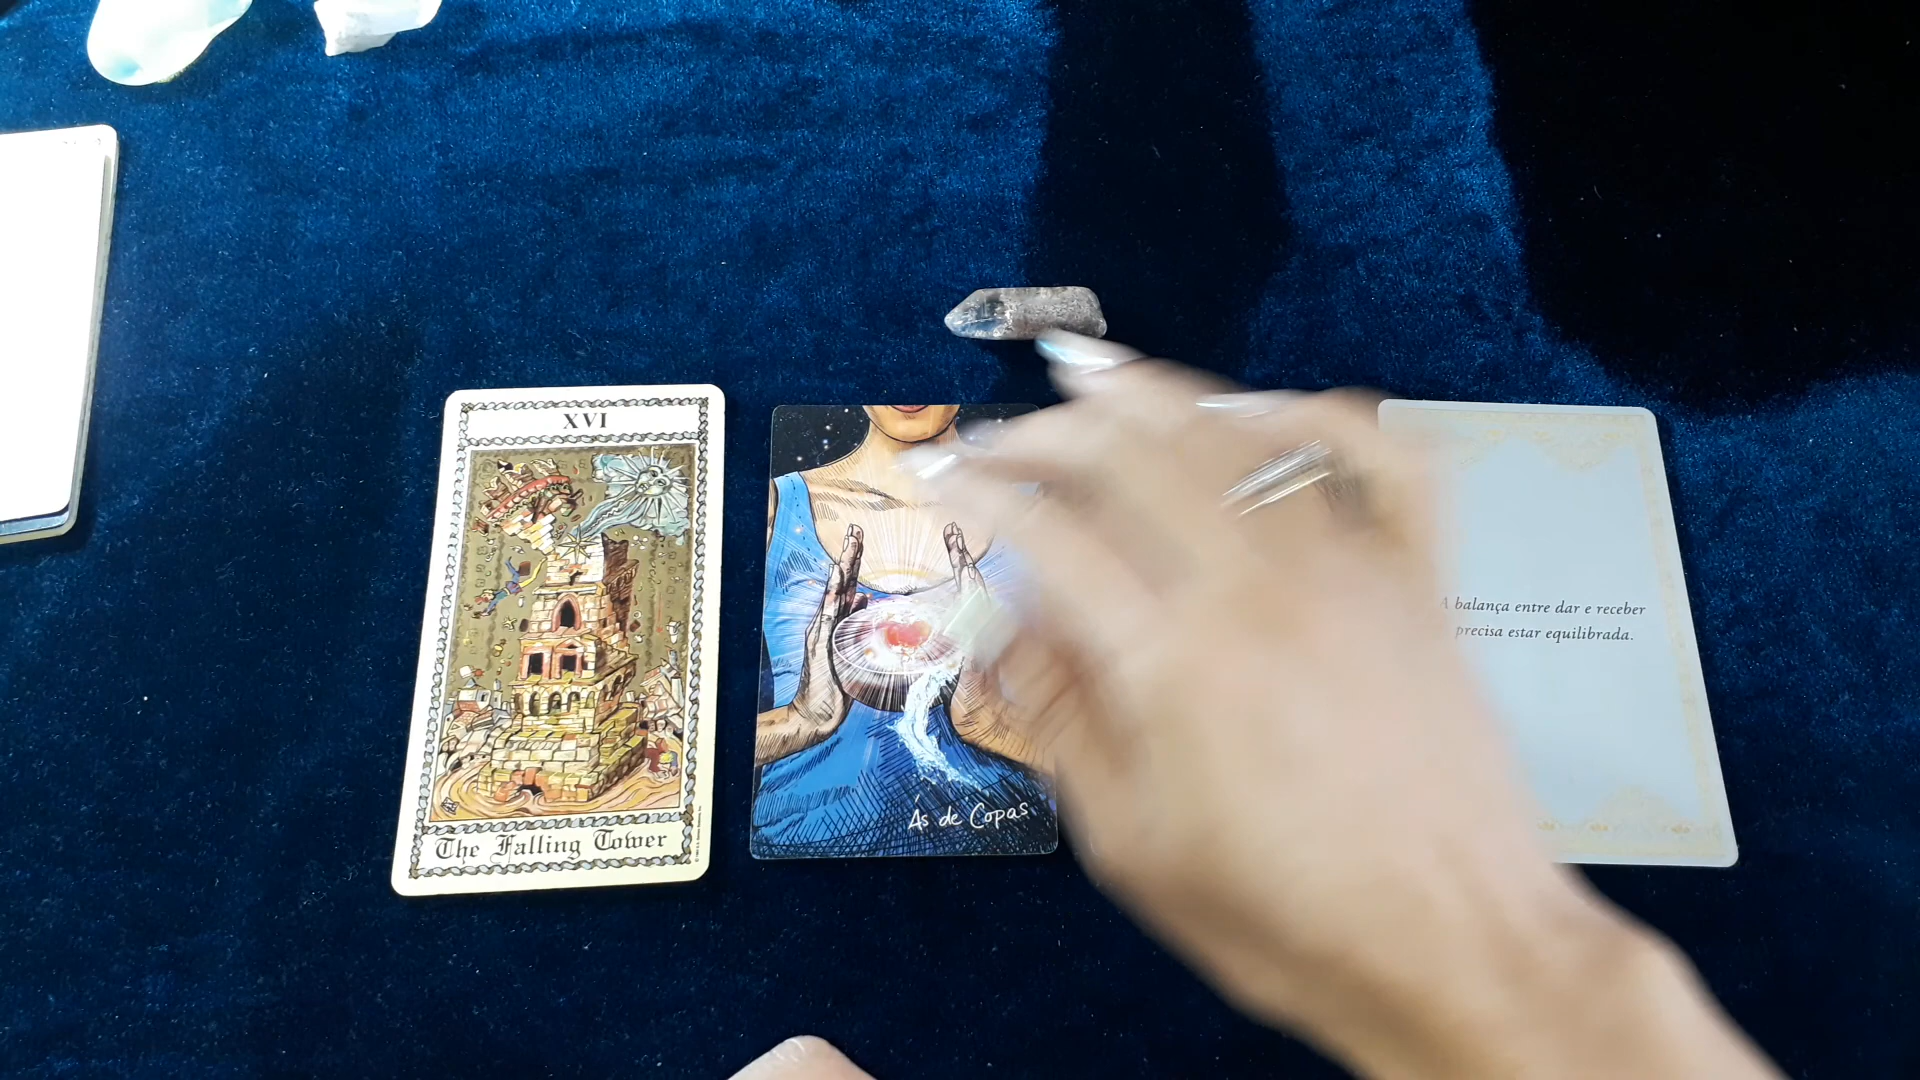 XVI
The Falling Tower
Ás de Copas
A balança entre dar e receber
precisa estar equilibrada.